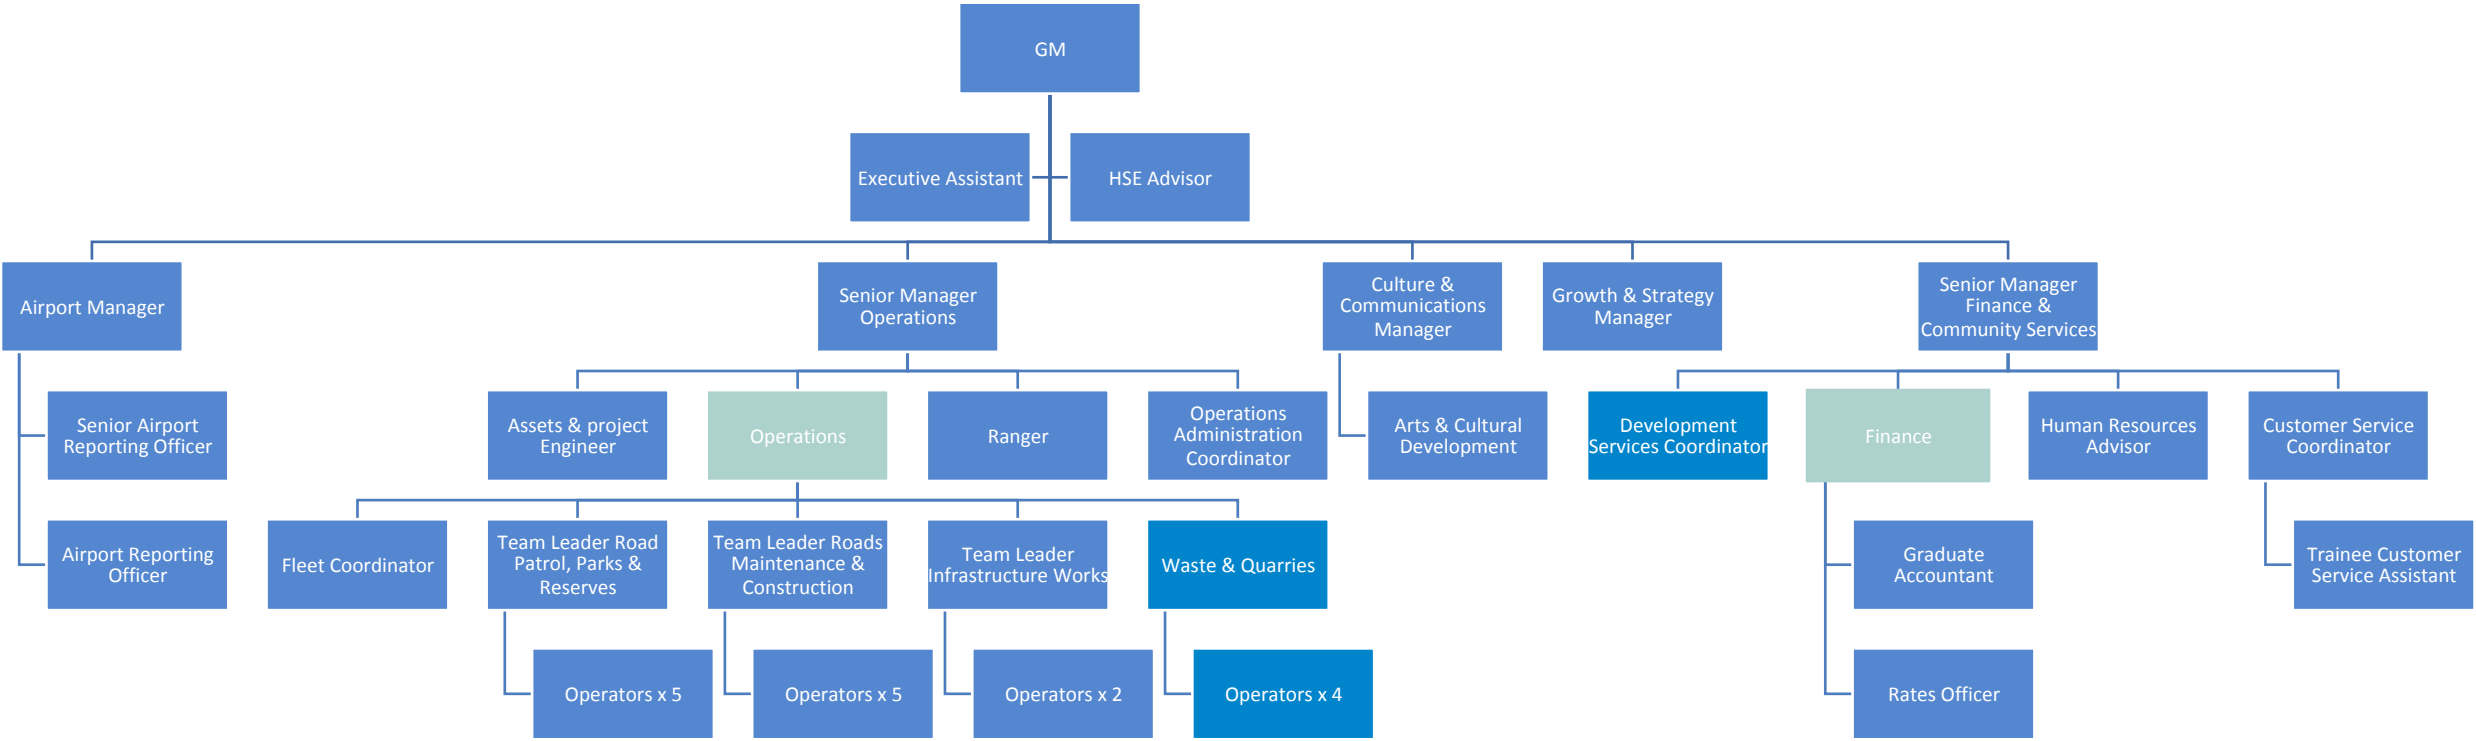 GM
Executive Assistant
HSE Advisor
Airport Manager
Senior Manager
Operations
Culture &
Communications
Manager
Growth & Strategy
Manager
Senior Manager
Finance &
Community Services
Senior Airport
Reporting Officer
Assets & project
Engineer
Operations
Ranger
Operations
Administration
Coordinator
Arts & Cultural
Development
Development
Services Coordinator
Finance
Human Resources
Advisor
Customer Service
Coordinator
Airport Reporting
Officer
Fleet Coordinator
Team Leader Road
Patrol, Parks &
Reserves
Team Leader Roads
Maintenance &
Construction
Team Leader
Infrastructure Works
Waste & Quarries
Graduate
Accountant
Trainee Customer
Service Assistant
Operators x 5
Operators x 5
Operators x 2
Operators x 4
Rates Officer